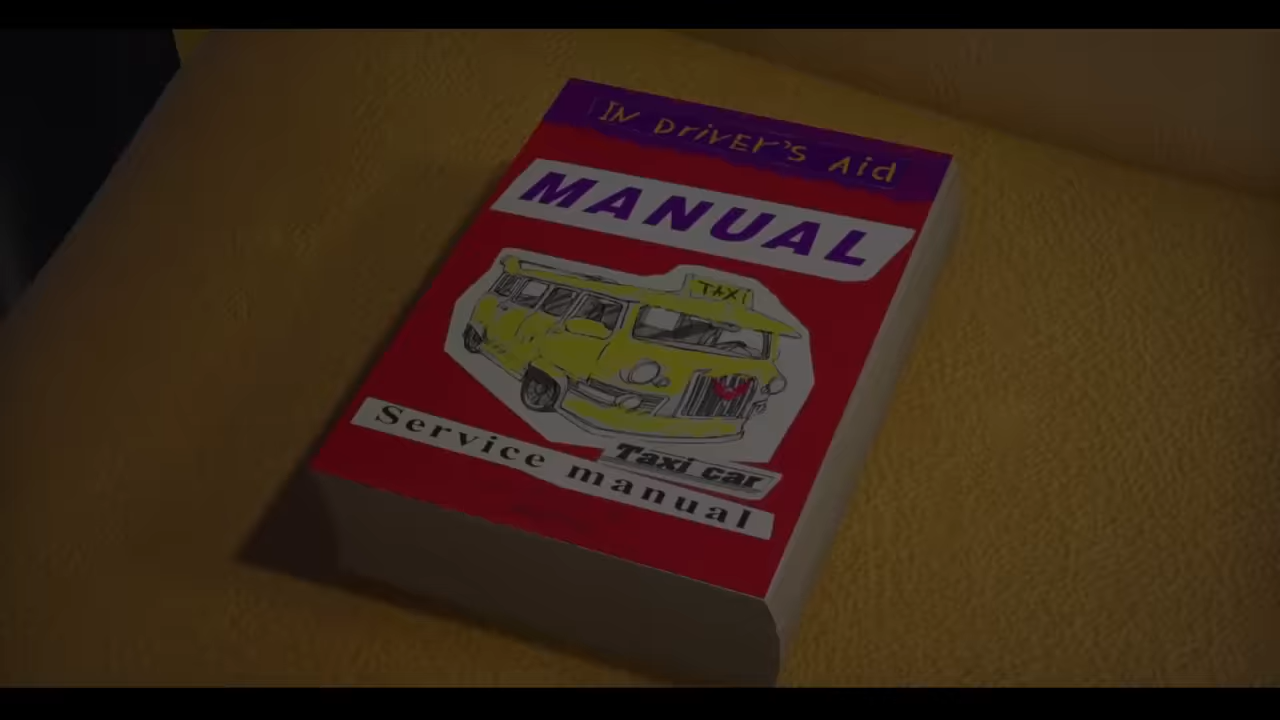 IN DRIVER'S AID
MANUAL
TAXI
Taxi car
Service manual